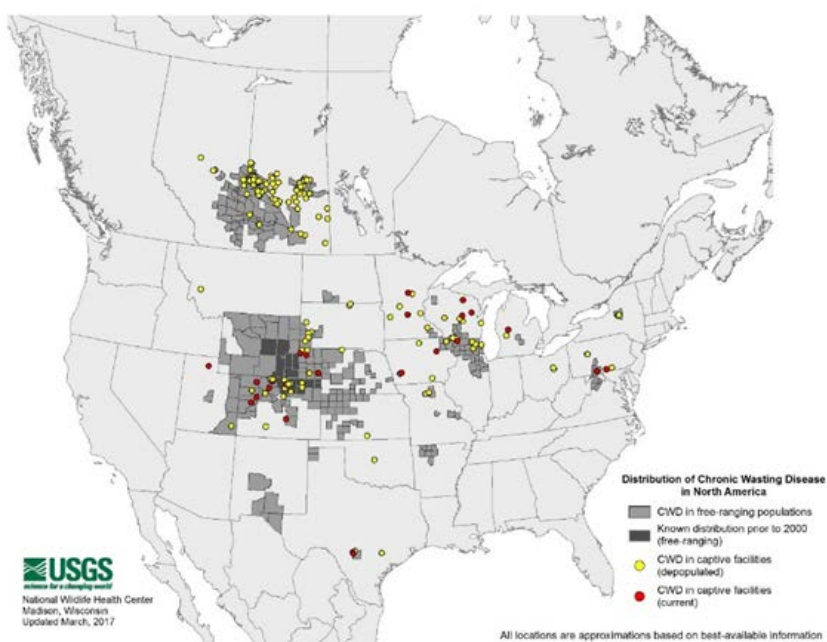 Distribution of Chronic Wasting Disease
in North America
CWD in free-ranging populations
Known distribution prior to 2000
(free-ranging)
CWD in captive facilities
(depopulated)
CWD in captive facilities
(current)
USGS
science for a changing world
National Wildlife Health Center
Madison, Wisconsin
Updated March, 2017
All locations are approximations based on best-available information